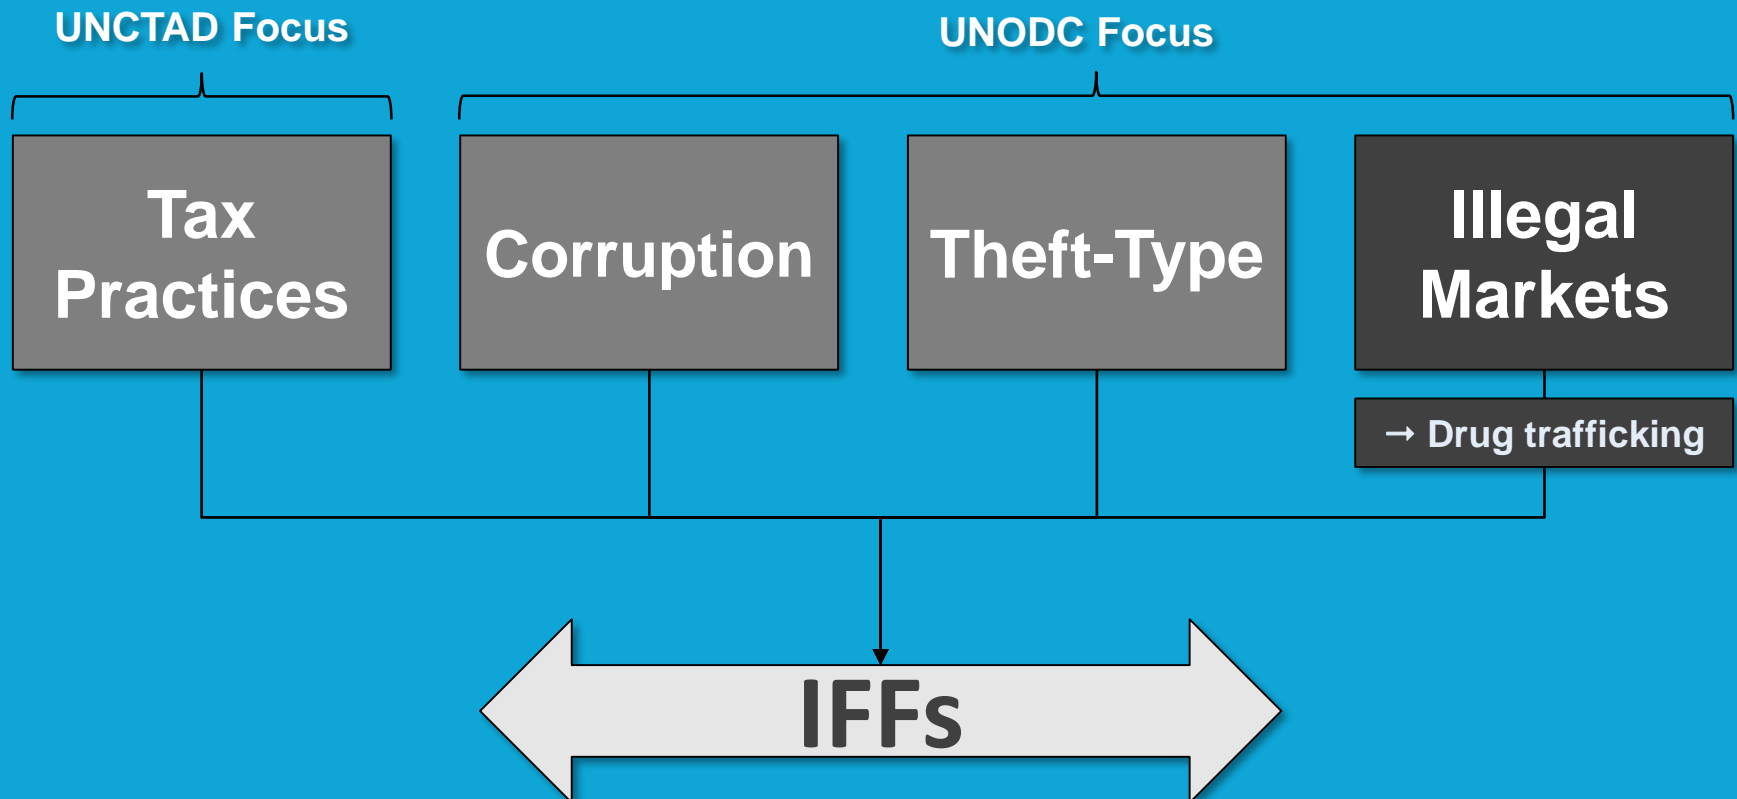 UNCTAD Focus
UNODC Focus
Tax
Practices
Corruption
Theft-Type
Illegal
Markets
→ Drug trafficking
IFFs